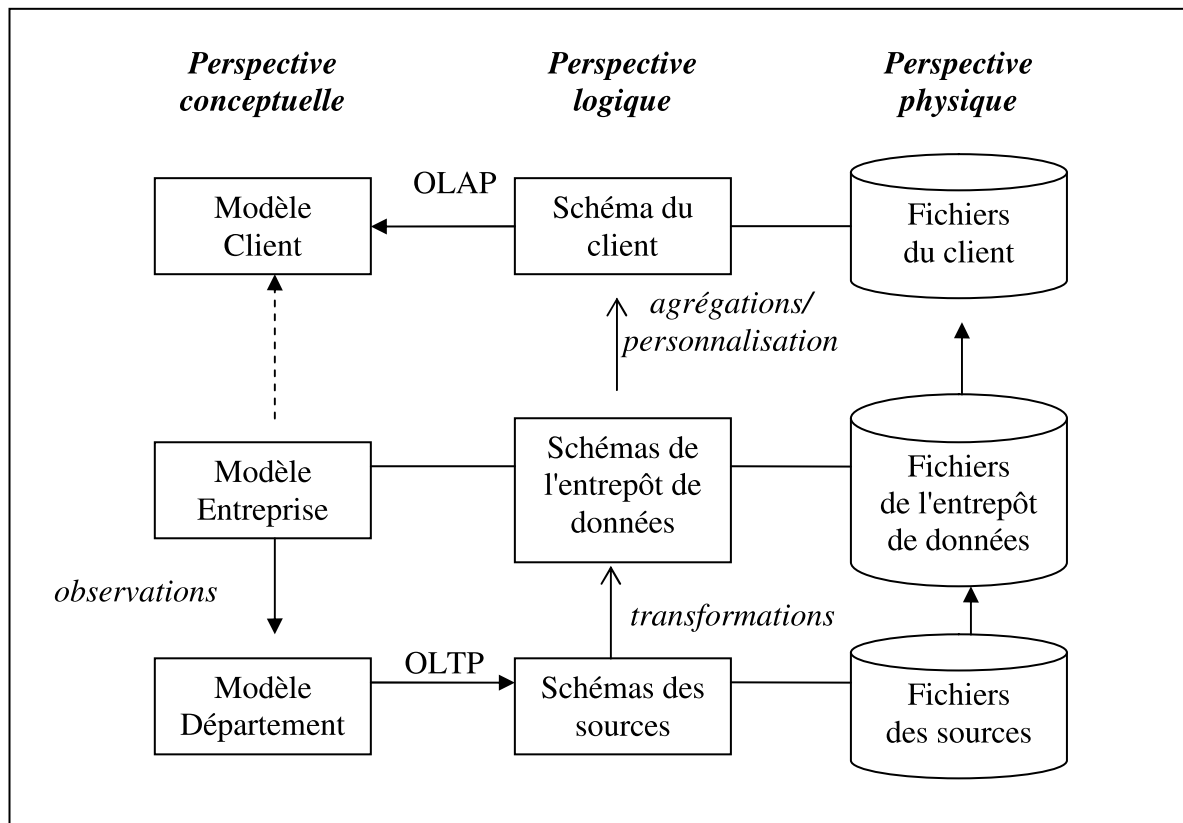 Perspective
conceptuelle
Perspective
logique
Perspective
physique
Modèle
Client
OLAP
Schéma du
client
Fichiers
du client
agrégations/
personnalisation
Modèle
Entreprise
Schémas de
l'entrepôt de
données
Fichiers
de l'entrepôt
de données
observations
transformations
Modèle
Département
OLTP
Schémas des
sources
Fichiers
des sources